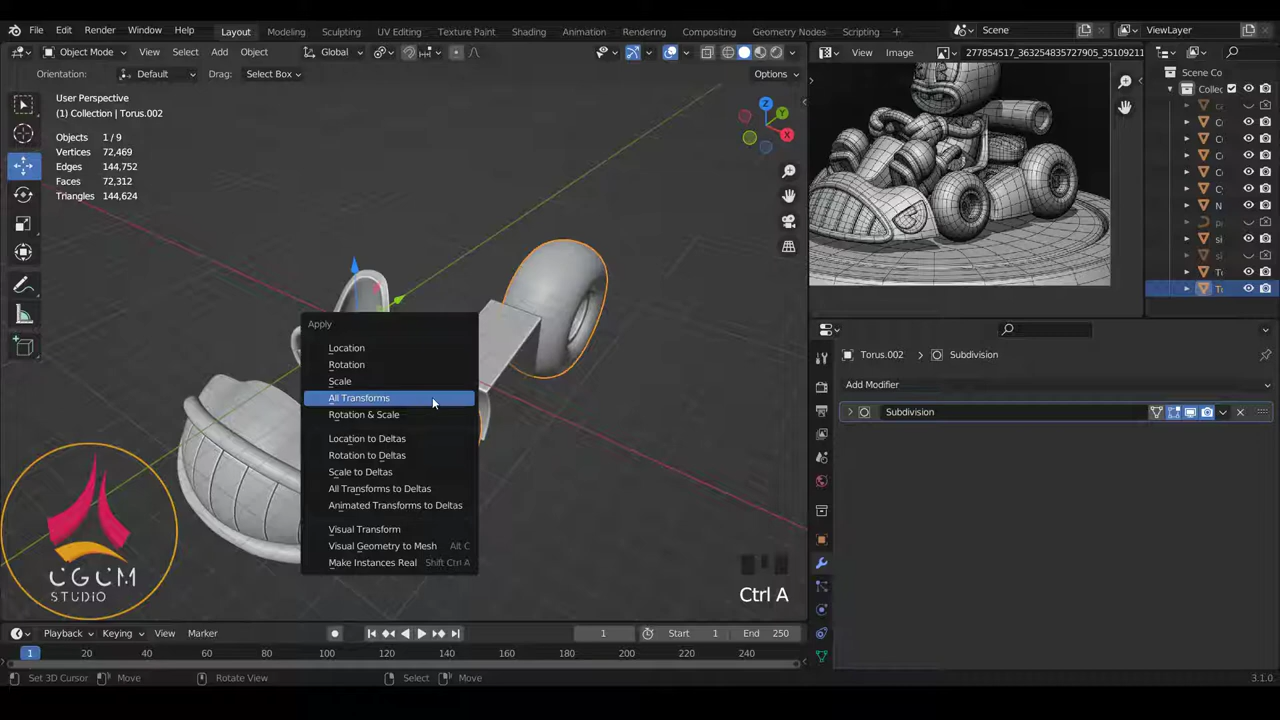 File Edit Render Window Help Layout Modeling Sculpting UV Editing Texture Paint Shading Animation Rendering Compositing Geometry Nodes Scripting Scene ViewLayer
Object Mode View Select Add Object Global View Image 277854517_363254835727905_35109211
Orientation: Default Drag: Select Box Options
Scene Co
Collec
User Perspective
(1) Collection | Torus.002
Objects 1 / 9
Vertices 72,469
Edges 144,752
Faces 72,312
Triangles 144,624
Z
Y
X
Apply
Location
Rotation
Scale
All Transforms
Rotation & Scale
Location to Deltas
Rotation to Deltas
Scale to Deltas
All Transforms to Deltas
Animated Transforms to Deltas
Visual Transform
Visual Geometry to Mesh Alt C
Make Instances Real Shift Ctrl A
Torus.002 Subdivision
Add Modifier
Subdivision
CGCM
STUDIO
Ctrl A
Playback Keying View Marker 1 Start 1 End 250
1 20 40 60 80 100 120 140 160 180 200 220 240
Set 3D Cursor Move Rotate View Select Move 3.1.0